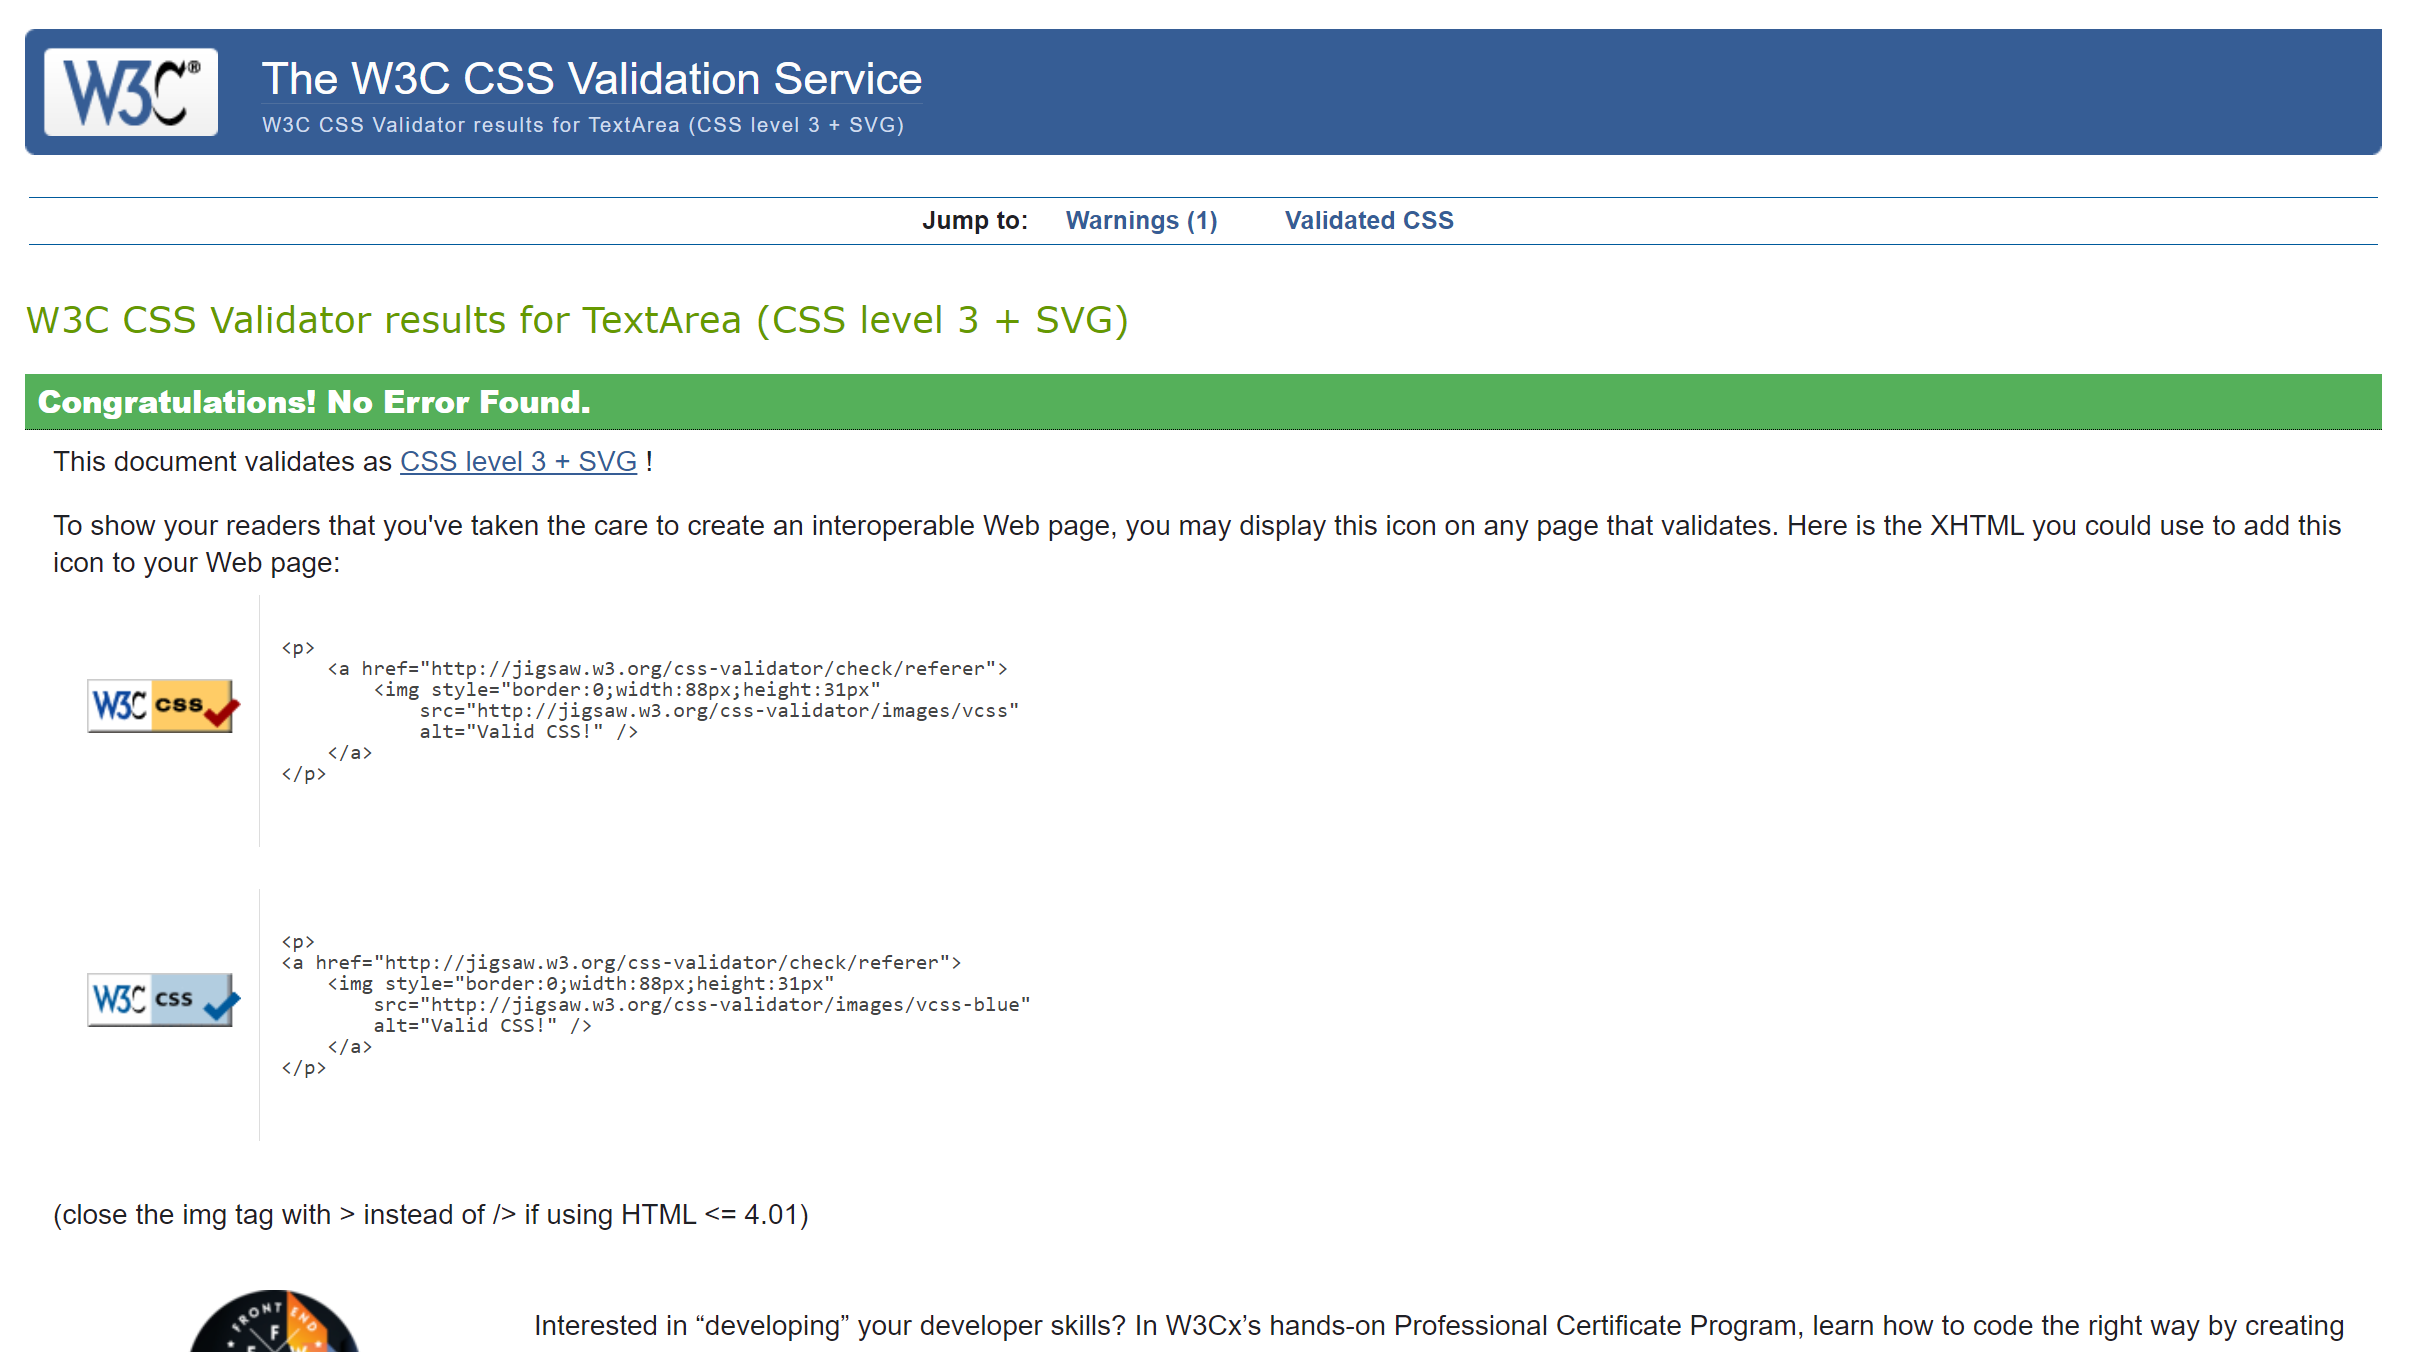 W3C®
The W3C CSS Validation Service
W3C CSS Validator results for TextArea (CSS level 3 + SVG)
Jump to: Warnings (1) Validated CSS
W3C CSS Validator results for TextArea (CSS level 3 + SVG)
Congratulations! No Error Found.
This document validates as CSS level 3 + SVG !
To show your readers that you've taken the care to create an interoperable Web page, you may display this icon on any page that validates. Here is the XHTML you could use to add this
icon to your Web page:
W3C css
<p>
    <a href="http://jigsaw.w3.org/css-validator/check/referer">
        <img style="border:0;width:88px;height:31px"
            src="http://jigsaw.w3.org/css-validator/images/vcss"
            alt="Valid CSS!" />
    </a>
</p>
W3C css
<p>
<a href="http://jigsaw.w3.org/css-validator/check/referer">
    <img style="border:0;width:88px;height:31px"
        src="http://jigsaw.w3.org/css-validator/images/vcss-blue"
        alt="Valid CSS!" />
    </a>
</p>
(close the img tag with > instead of /> if using HTML <= 4.01)
FRONT END
F
Interested in “developing” your developer skills? In W3Cx’s hands-on Professional Certificate Program, learn how to code the right way by creating